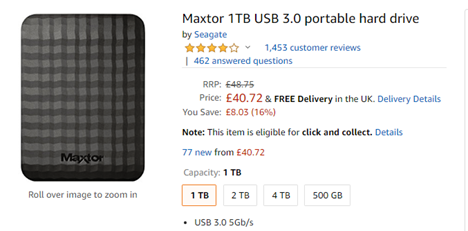 Maxtor 1TB USB 3.0 portable hard drive
by Seagate
1,453 customer reviews
| 462 answered questions
RRP: £48.75
Price: £40.72 & FREE Delivery in the UK. Delivery Details
You Save: £8.03 (16%)
Note: This item is eligible for click and collect. Details
77 new from £40.72
Capacity: 1 TB
1 TB 2 TB 4 TB 500 GB
• USB 3.0 5Gb/s
Maxtor
Roll over image to zoom in